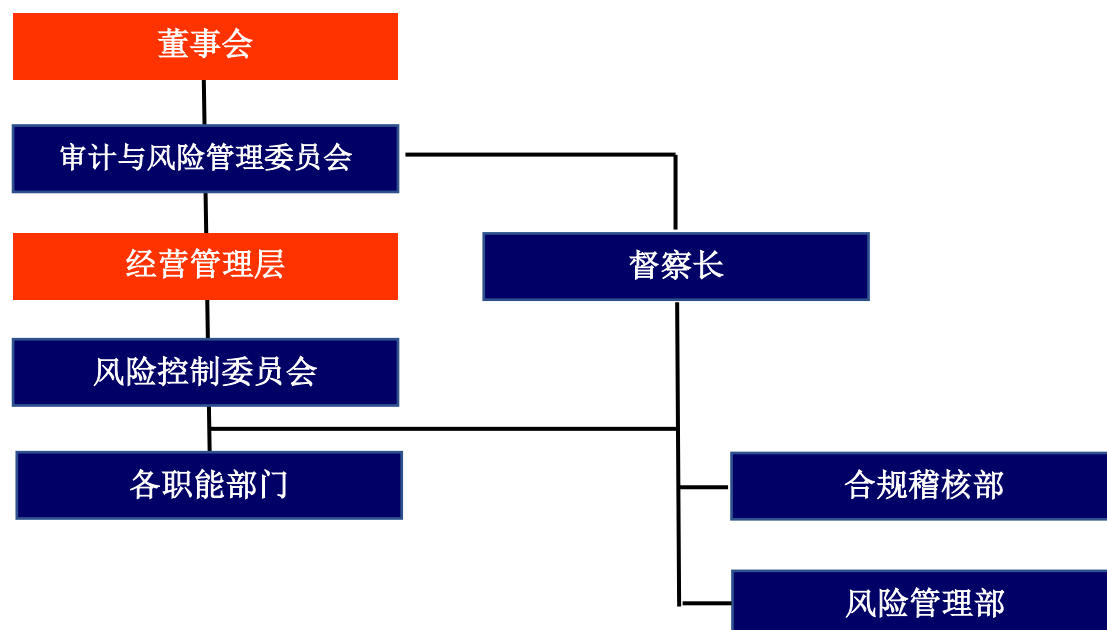 董事会
审计与风险管理委员会
经营管理层
督察长
风险控制委员会
各职能部门
合规稽核部
风险管理部